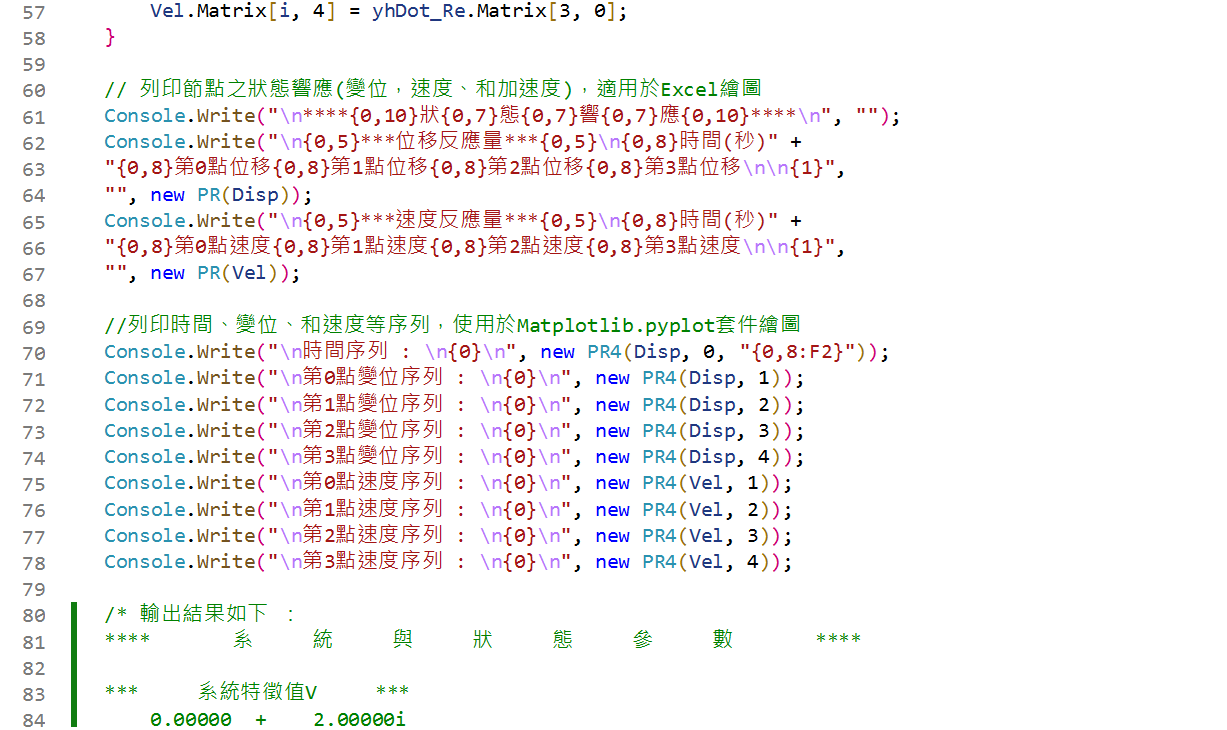 57 Vel.Matrix[i, 4] = yhDot_Re.Matrix[3, 0];
58 }
59
60 // 列印節點之狀態響應(變位，速度、和加速度)，適用於Excel繪圖
61 Console.Write("\n****{0,10}狀{0,7}態{0,7}響{0,7}應{0,10}****\n", "");
62 Console.Write("\n{0,5}***位移反應量***{0,5}\n{0,8}時間(秒)" +
63 "{0,8}第0點位移{0,8}第1點位移{0,8}第2點位移{0,8}第3點位移\n\n{1}",
64 "", new PR(Disp));
65 Console.Write("\n{0,5}***速度反應量***{0,5}\n{0,8}時間(秒)" +
66 "{0,8}第0點速度{0,8}第1點速度{0,8}第2點速度{0,8}第3點速度\n\n{1}",
67 "", new PR(Vel));
68
69 //列印時間、變位、和速度等序列，使用於Matplotlib.pyplot套件繪圖
70 Console.Write("\n時間序列 : \n{0}\n", new PR4(Disp, 0, "{0,8:F2}"));
71 Console.Write("\n第0點變位序列 : \n{0}\n", new PR4(Disp, 1));
72 Console.Write("\n第1點變位序列 : \n{0}\n", new PR4(Disp, 2));
73 Console.Write("\n第2點變位序列 : \n{0}\n", new PR4(Disp, 3));
74 Console.Write("\n第3點變位序列 : \n{0}\n", new PR4(Disp, 4));
75 Console.Write("\n第0點速度序列 : \n{0}\n", new PR4(Vel, 1));
76 Console.Write("\n第1點速度序列 : \n{0}\n", new PR4(Vel, 2));
77 Console.Write("\n第2點速度序列 : \n{0}\n", new PR4(Vel, 3));
78 Console.Write("\n第3點速度序列 : \n{0}\n", new PR4(Vel, 4));
79
80 /* 輸出結果如下 :
81 **** 系 統 與 狀 態 參 數 ****
82
83 *** 系統特徵值V ***
84 0.00000 + 2.00000i